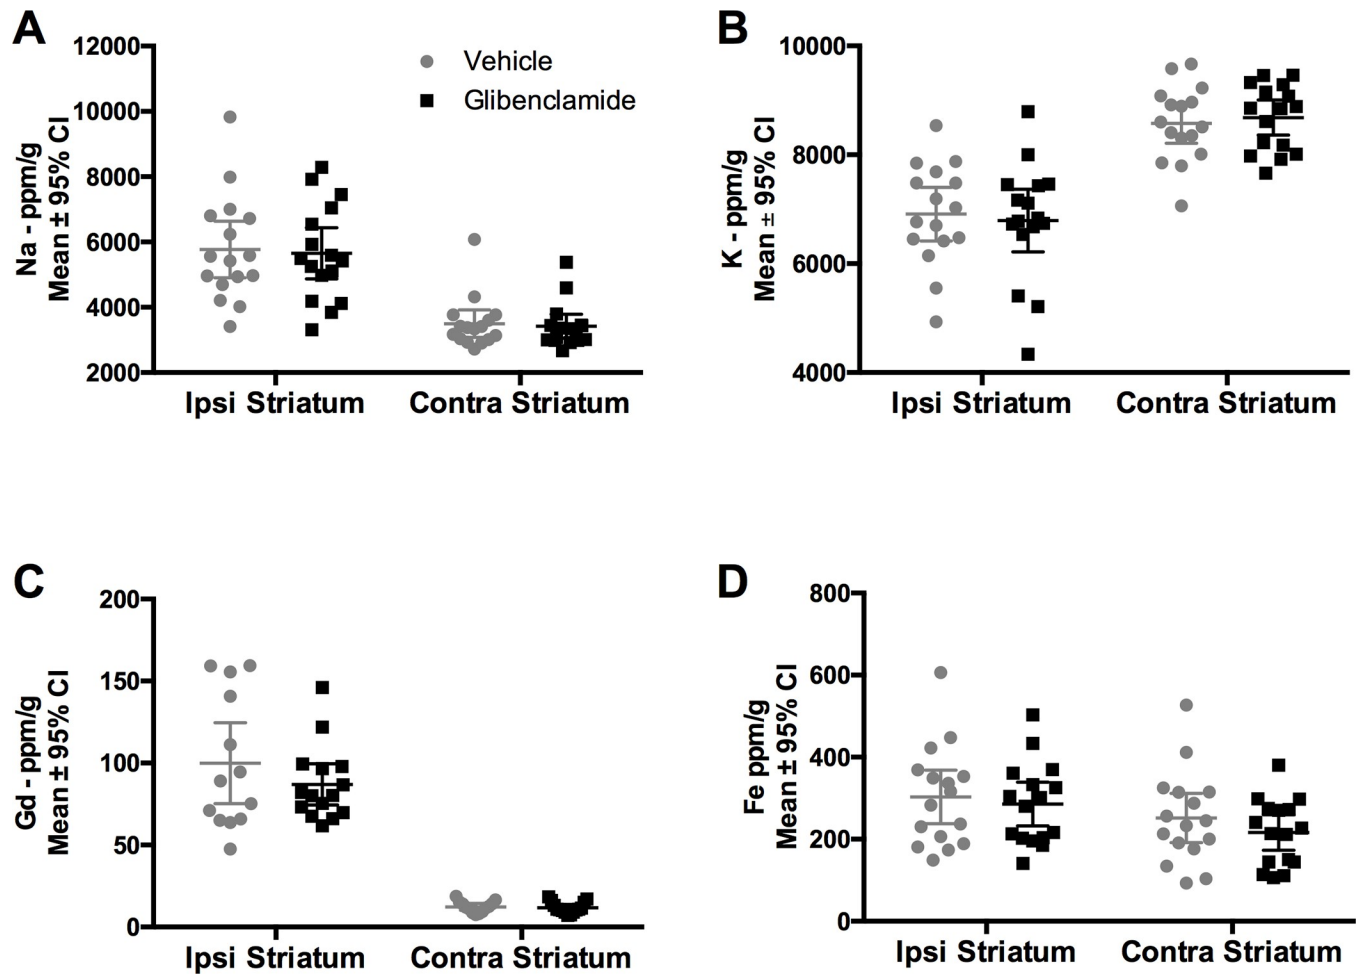 A
Na - ppm/g
Mean ± 95% CI
12000
10000
8000
6000
4000
2000
Vehicle
Glibenclamide
Ipsi Striatum
Contra Striatum
B
K - ppm/g
Mean ± 95% CI
10000
8000
6000
4000
Ipsi Striatum
Contra Striatum
C
Gd - ppm/g
Mean ± 95% CI
200
150
100
50
0
Ipsi Striatum
Contra Striatum
D
Fe ppm/g
Mean ± 95% CI
800
600
400
200
0
Ipsi Striatum
Contra Striatum